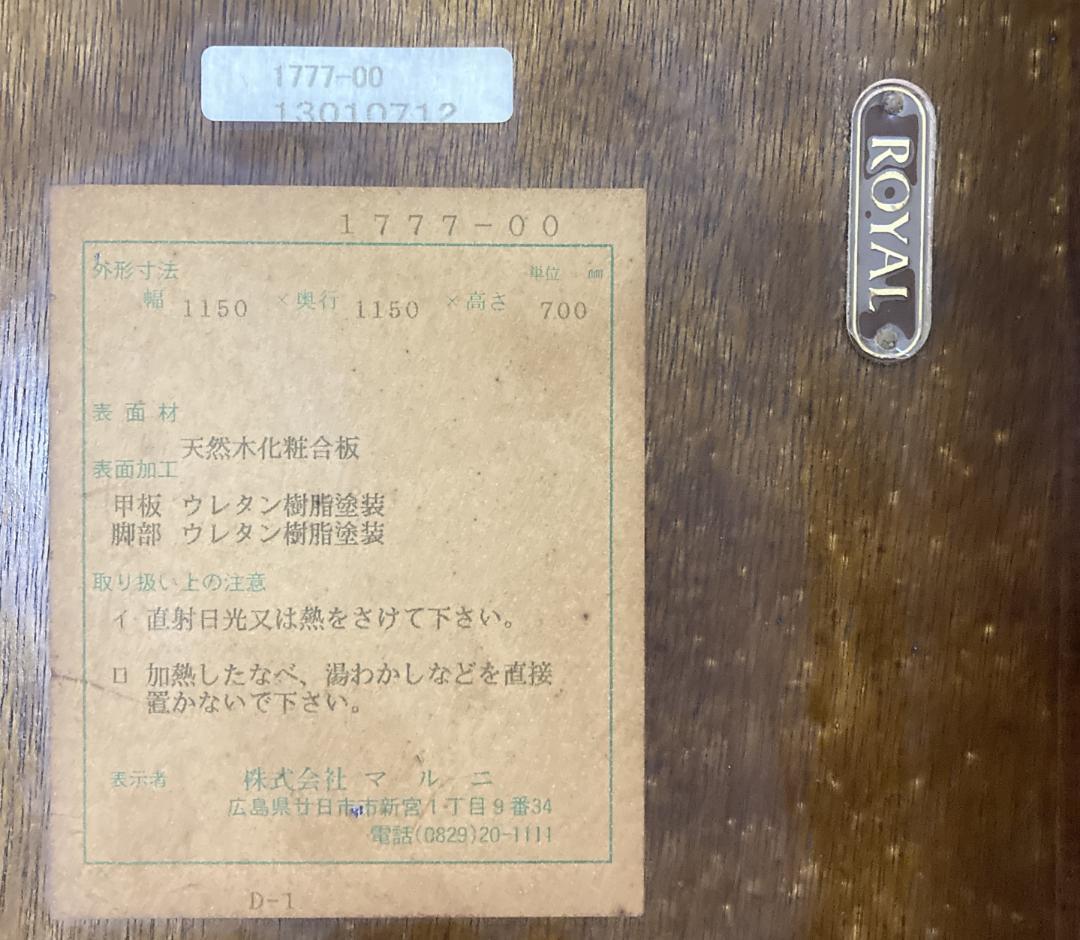 1777-00
13010712
ROYAL
1777-00
外形寸法 単位 ㎜
幅 1150 ×奥行 1150 ×高さ 700
表面材
天然木化粧合板
表面加工
甲板 ウレタン樹脂塗装
脚部 ウレタン樹脂塗装
取り扱い上の注意
イ 直射日光又は熱をさけて下さい。
ロ 加熱したなべ、湯わかしなどを直接
置かないで下さい。
表示者 株式会社 マルニ
広島県廿日市市新宮1丁目9番34
電話(0829)20-1111
D-1